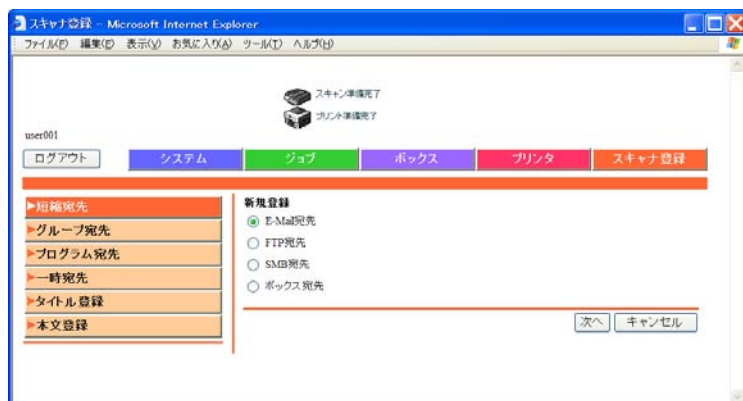 スキャナ登録 - Microsoft Internet Explorer
ファイル(F) 編集(E) 表示(V) お気に入り(A) ツール(T) ヘルプ(H)
スキャン準備完了
プリント準備完了
user001
ログアウト システム ジョブ ボックス プリンタ スキャナ登録
▶短縮宛先
▶グループ宛先
▶プログラム宛先
▶一時宛先
▶タイトル登録
▶本文登録
新規登録
E-Mail宛先
FTP宛先
SMB宛先
ボックス宛先
次へ キャンセル